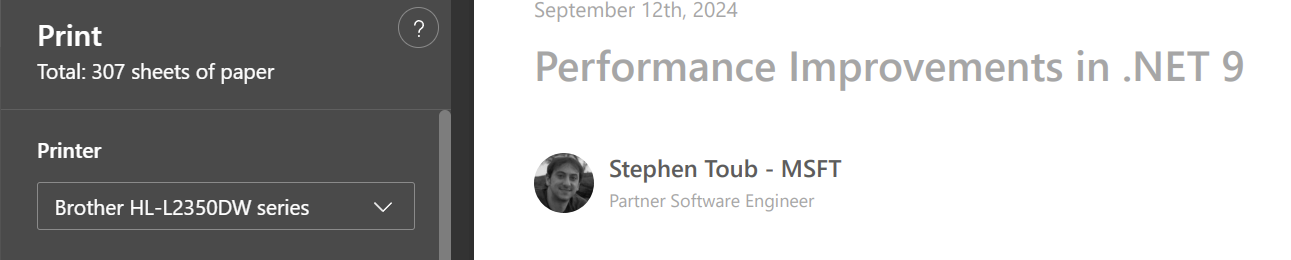 Print
?
Total: 307 sheets of paper
Printer
Brother HL-L2350DW series
September 12th, 2024
Performance Improvements in .NET 9
Stephen Toub - MSFT
Partner Software Engineer